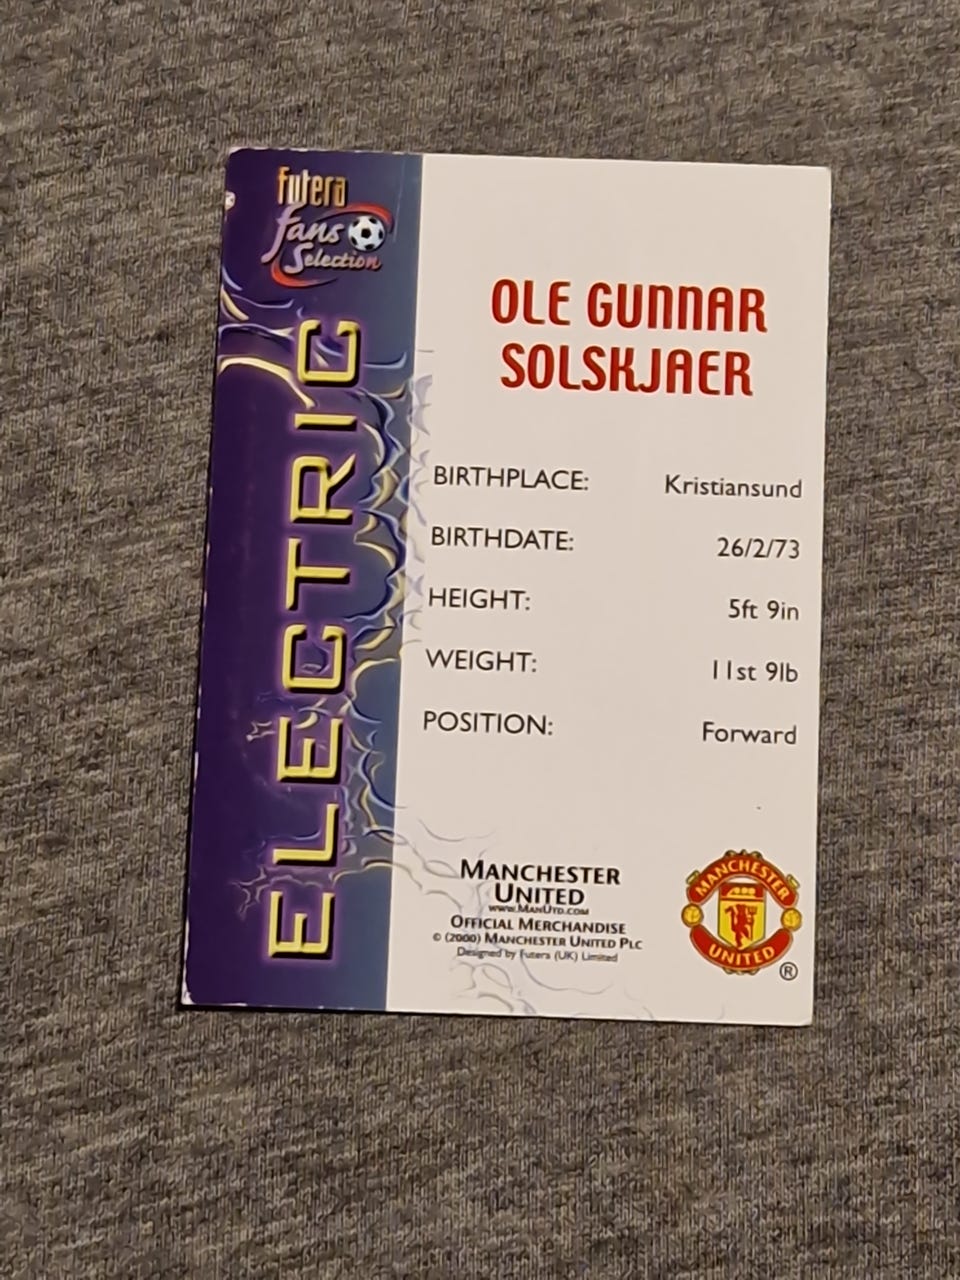 futera
fans
Selection
ELECTRIC
OLE GUNNAR
SOLSKJAER
BIRTHPLACE: Kristiansund
BIRTHDATE: 26/2/73
HEIGHT: 5ft 9in
WEIGHT: 11st 9lb
POSITION: Forward
MANCHESTER
UNITED
www.ManUtd.com
OFFICIAL MERCHANDISE
© (2000) MANCHESTER UNITED PLC
Designed by Futera (UK) Limited
MANCHESTER
UNITED
®